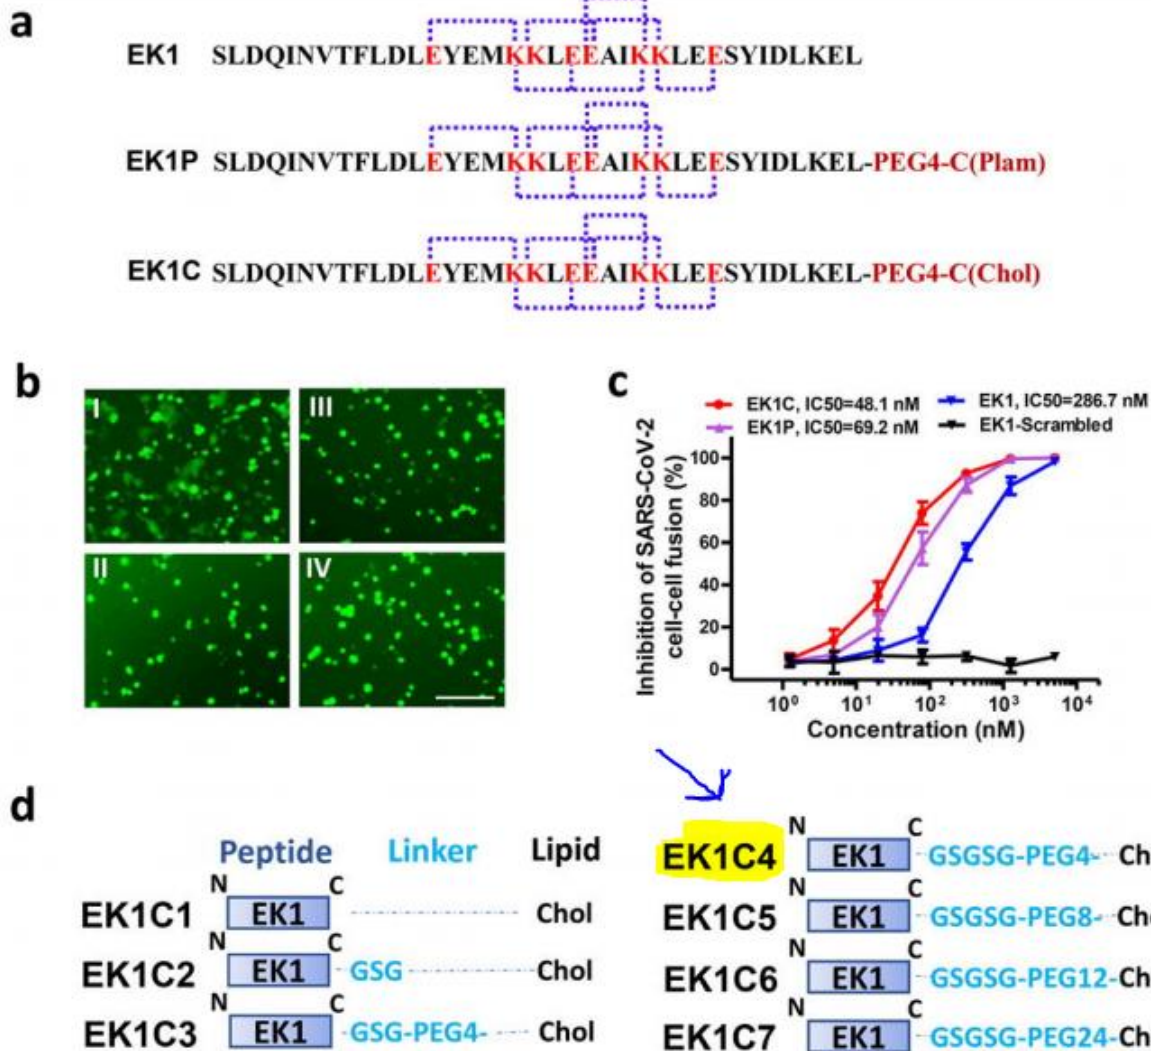 a
EK1 SLDQINVTFLDLEYEMKKLEEAIKKLEESYIDLKEL
EK1P SLDQINVTFLDLEYEMKKLEEAIKKLEESYIDLKEL-PEG4-C(Plam)
EK1C SLDQINVTFLDLEYEMKKLEEAIKKLEESYIDLKEL-PEG4-C(Chol)
b
I
III
II
IV
c
EK1C, IC50=48.1 nM
EK1, IC50=286.7 nM
EK1P, IC50=69.2 nM
EK1-Scrambled
Inhibition of SARS-CoV-2
cell-cell fusion (%)
100
80
60
40
20
0
10⁰ 10¹ 10² 10³ 10⁴
Concentration (nM)
d
Peptide Linker Lipid
N C
EK1C1 EK1 Chol
N C
EK1C2 EK1 GSG Chol
N C
EK1C3 EK1 GSG-PEG4- Chol
N C
EK1C4 EK1 GSGSG-PEG4- Ch
N C
EK1C5 EK1 GSGSG-PEG8- Ch
N C
EK1C6 EK1 GSGSG-PEG12-Ch
N C
EK1C7 EK1 GSGSG-PEG24-Ch